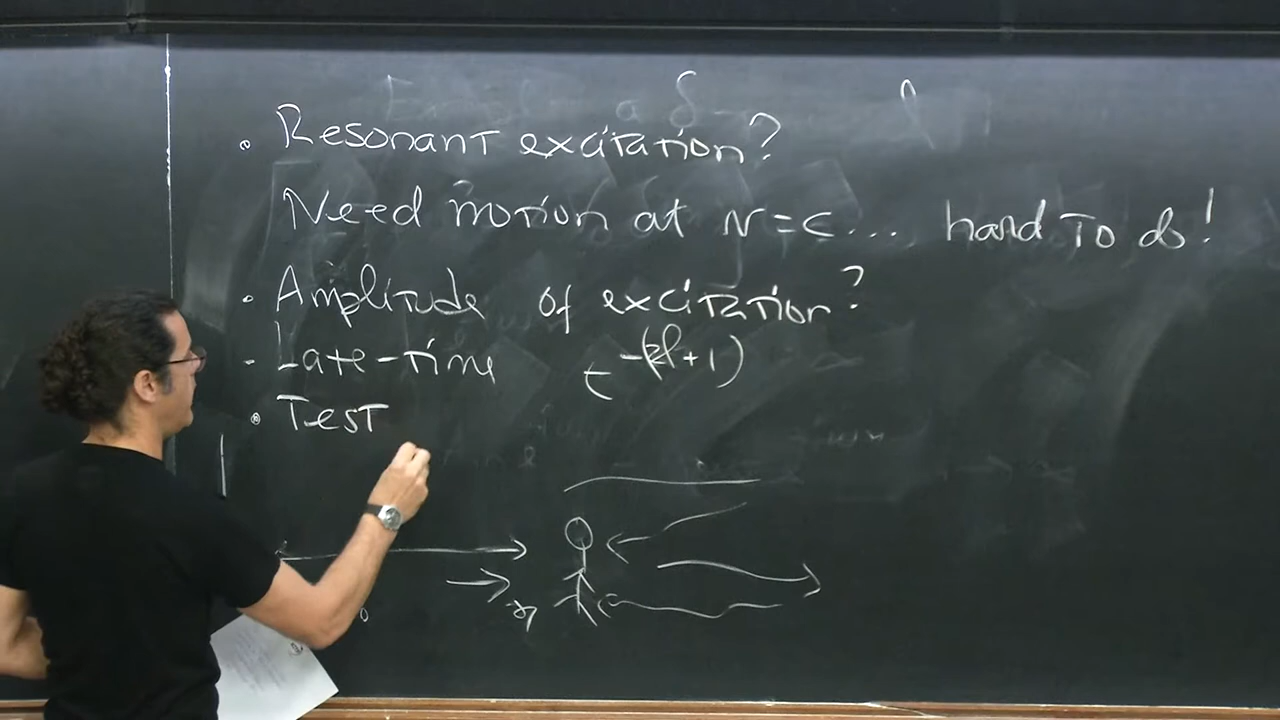 • Resonant excitation?
Need motion at v=c... hard to do!
• Amplitude of excitation?
- Late-time t^-(2l+1)
• Test